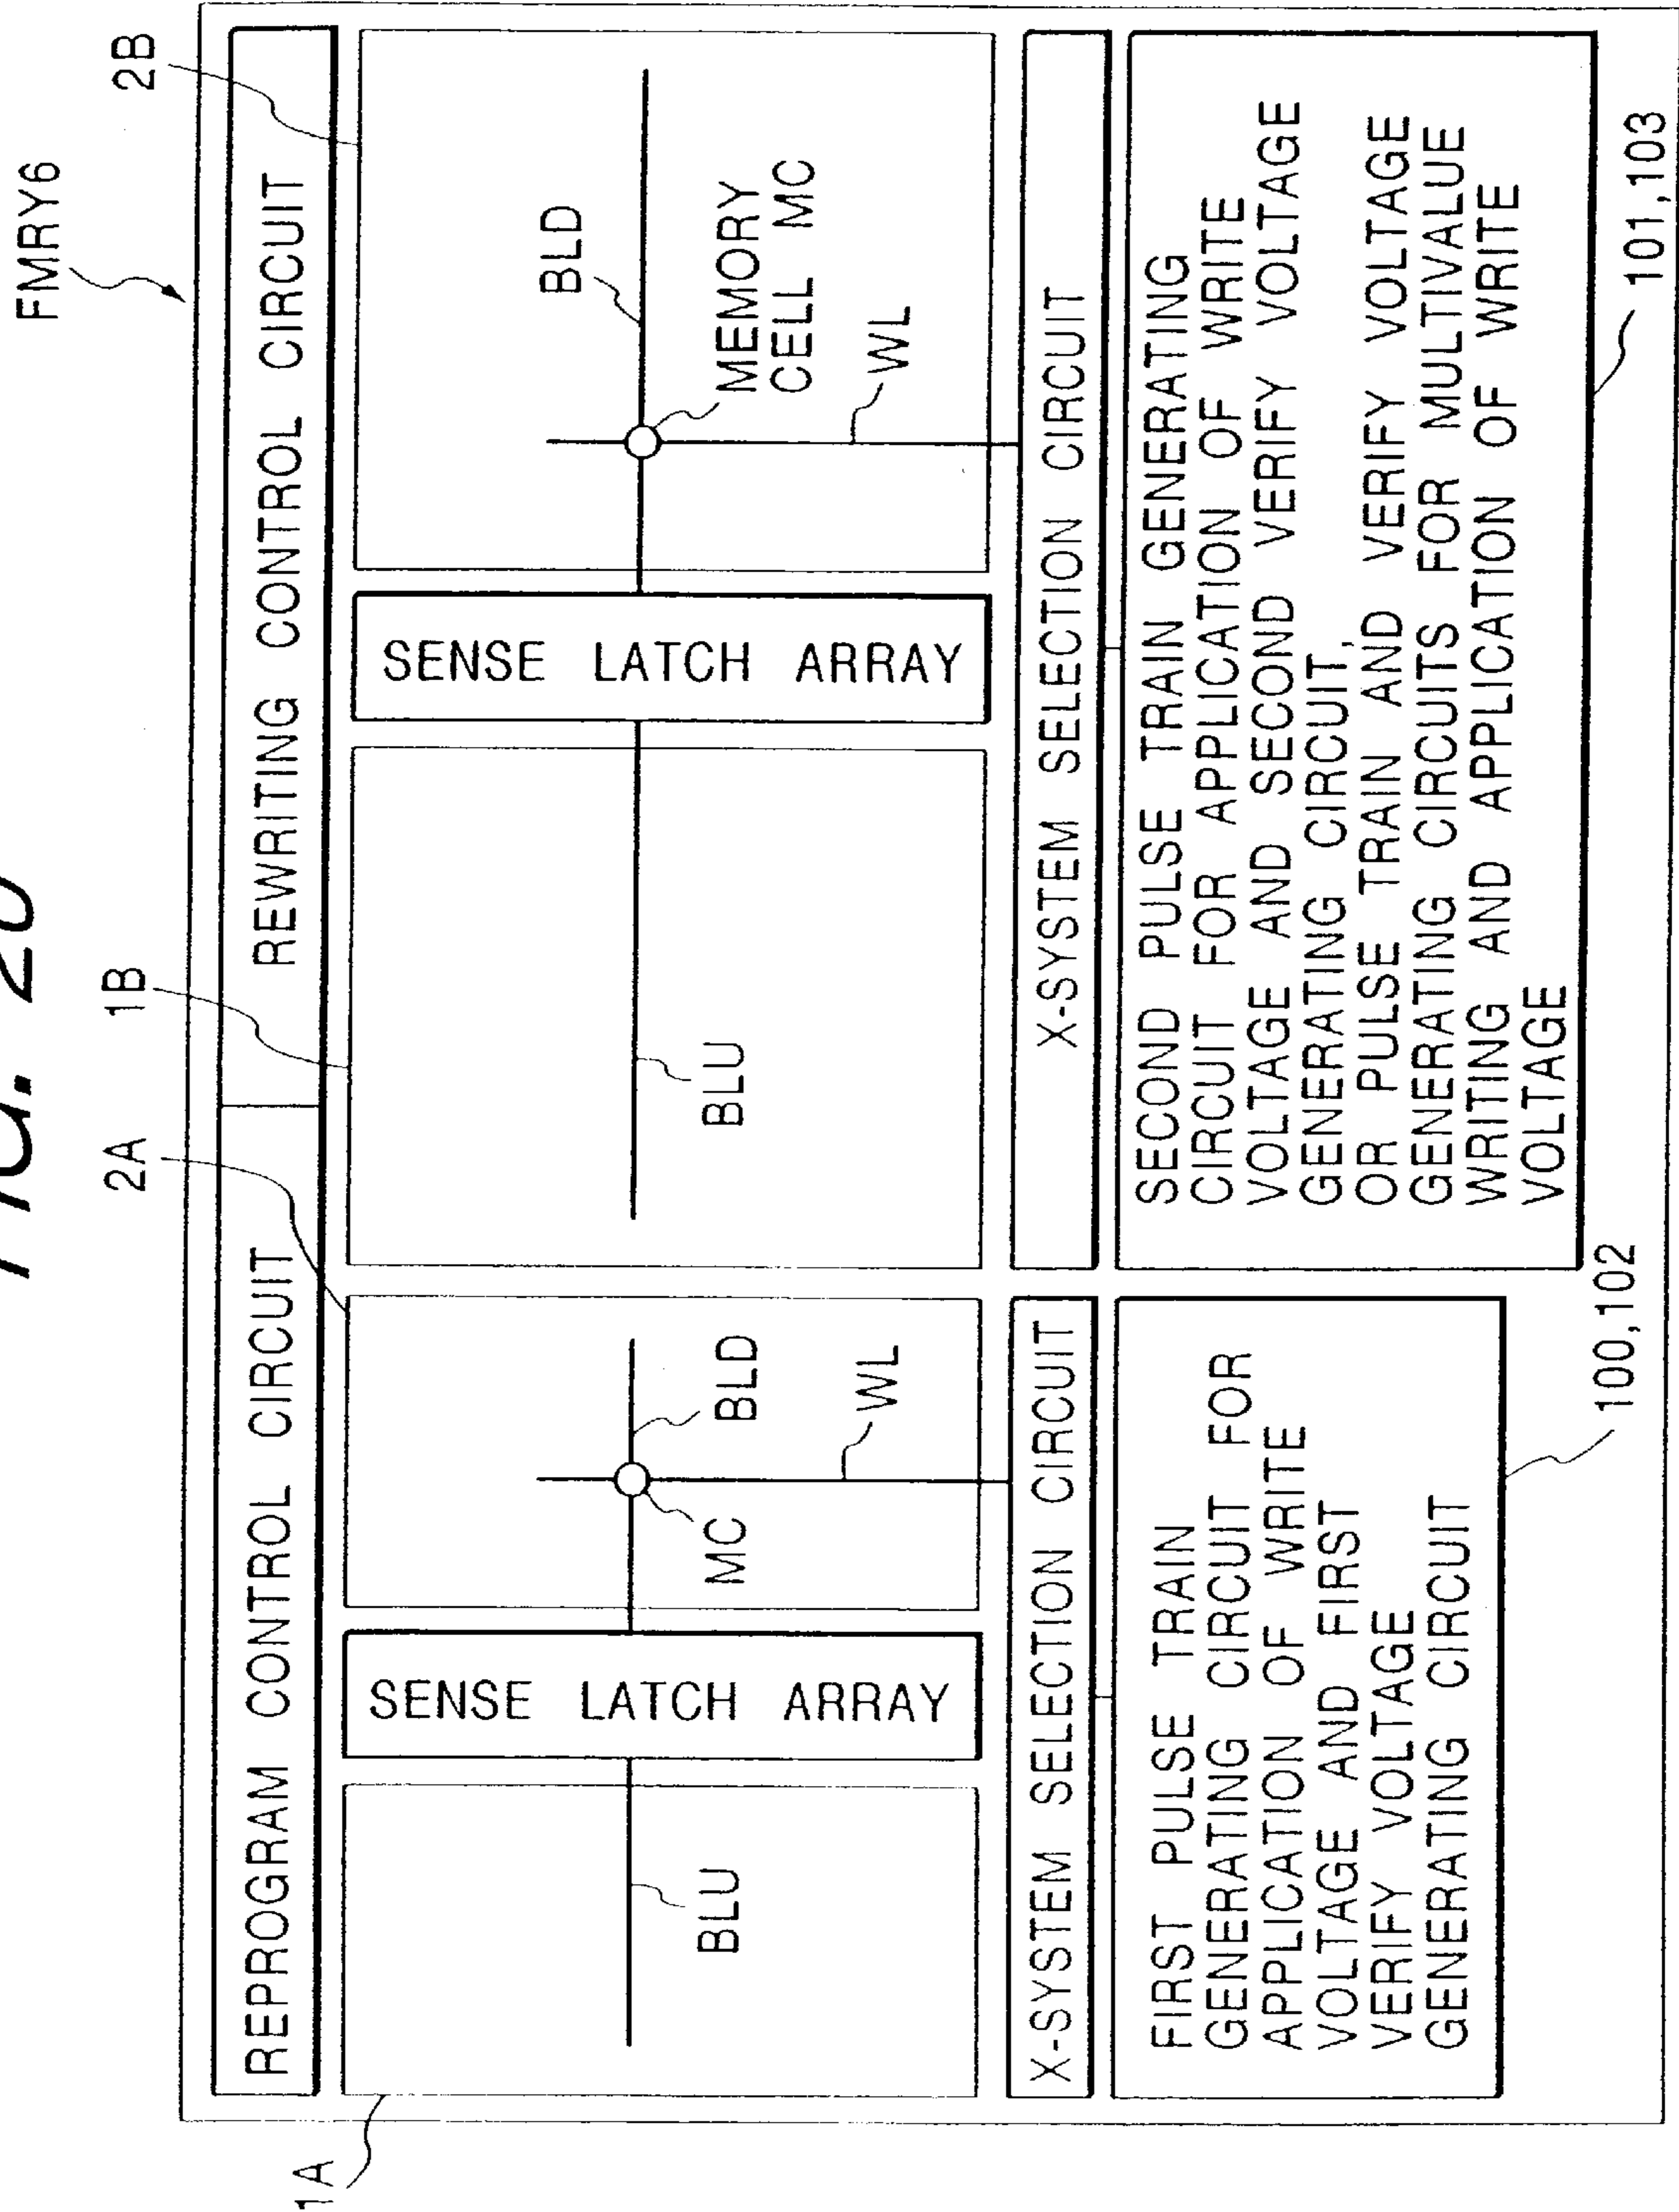 FIG.
FMRY6
1A
2A
1B
2B
REPROGRAM CONTROL CIRCUIT
REWRITING CONTROL CIRCUIT
BLU
SENSE LATCH ARRAY
MC
BLD
WL
BLU
SENSE LATCH ARRAY
BLD
MEMORY
CELL MC
WL
X-SYSTEM SELECTION CIRCUIT
X-SYSTEM SELECTION CIRCUIT
FIRST PULSE TRAIN
GENERATING CIRCUIT FOR
APPLICATION OF WRITE
VOLTAGE AND FIRST
VERIFY VOLTAGE
GENERATING CIRCUIT
SECOND PULSE TRAIN GENERATING
CIRCUIT FOR APPLICATION OF WRITE
VOLTAGE AND SECOND VERIFY VOLTAGE
GENERATING CIRCUIT,
OR PULSE TRAIN AND VERIFY VOLTAGE
GENERATING CIRCUITS FOR MULTIVALUE
WRITING AND APPLICATION OF WRITE
VOLTAGE
100,102
101,103